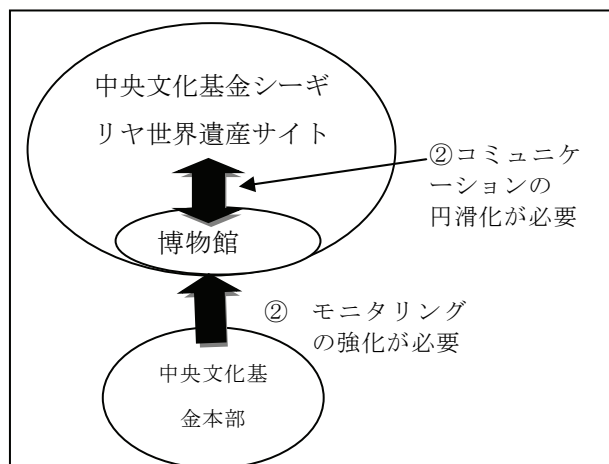 中央文化基金シーギ
リヤ世界遺産サイト
②コミュニケ
ーションの
円滑化が必要
博物館
② モニタリング
の強化が必要
中央文化基
金本部